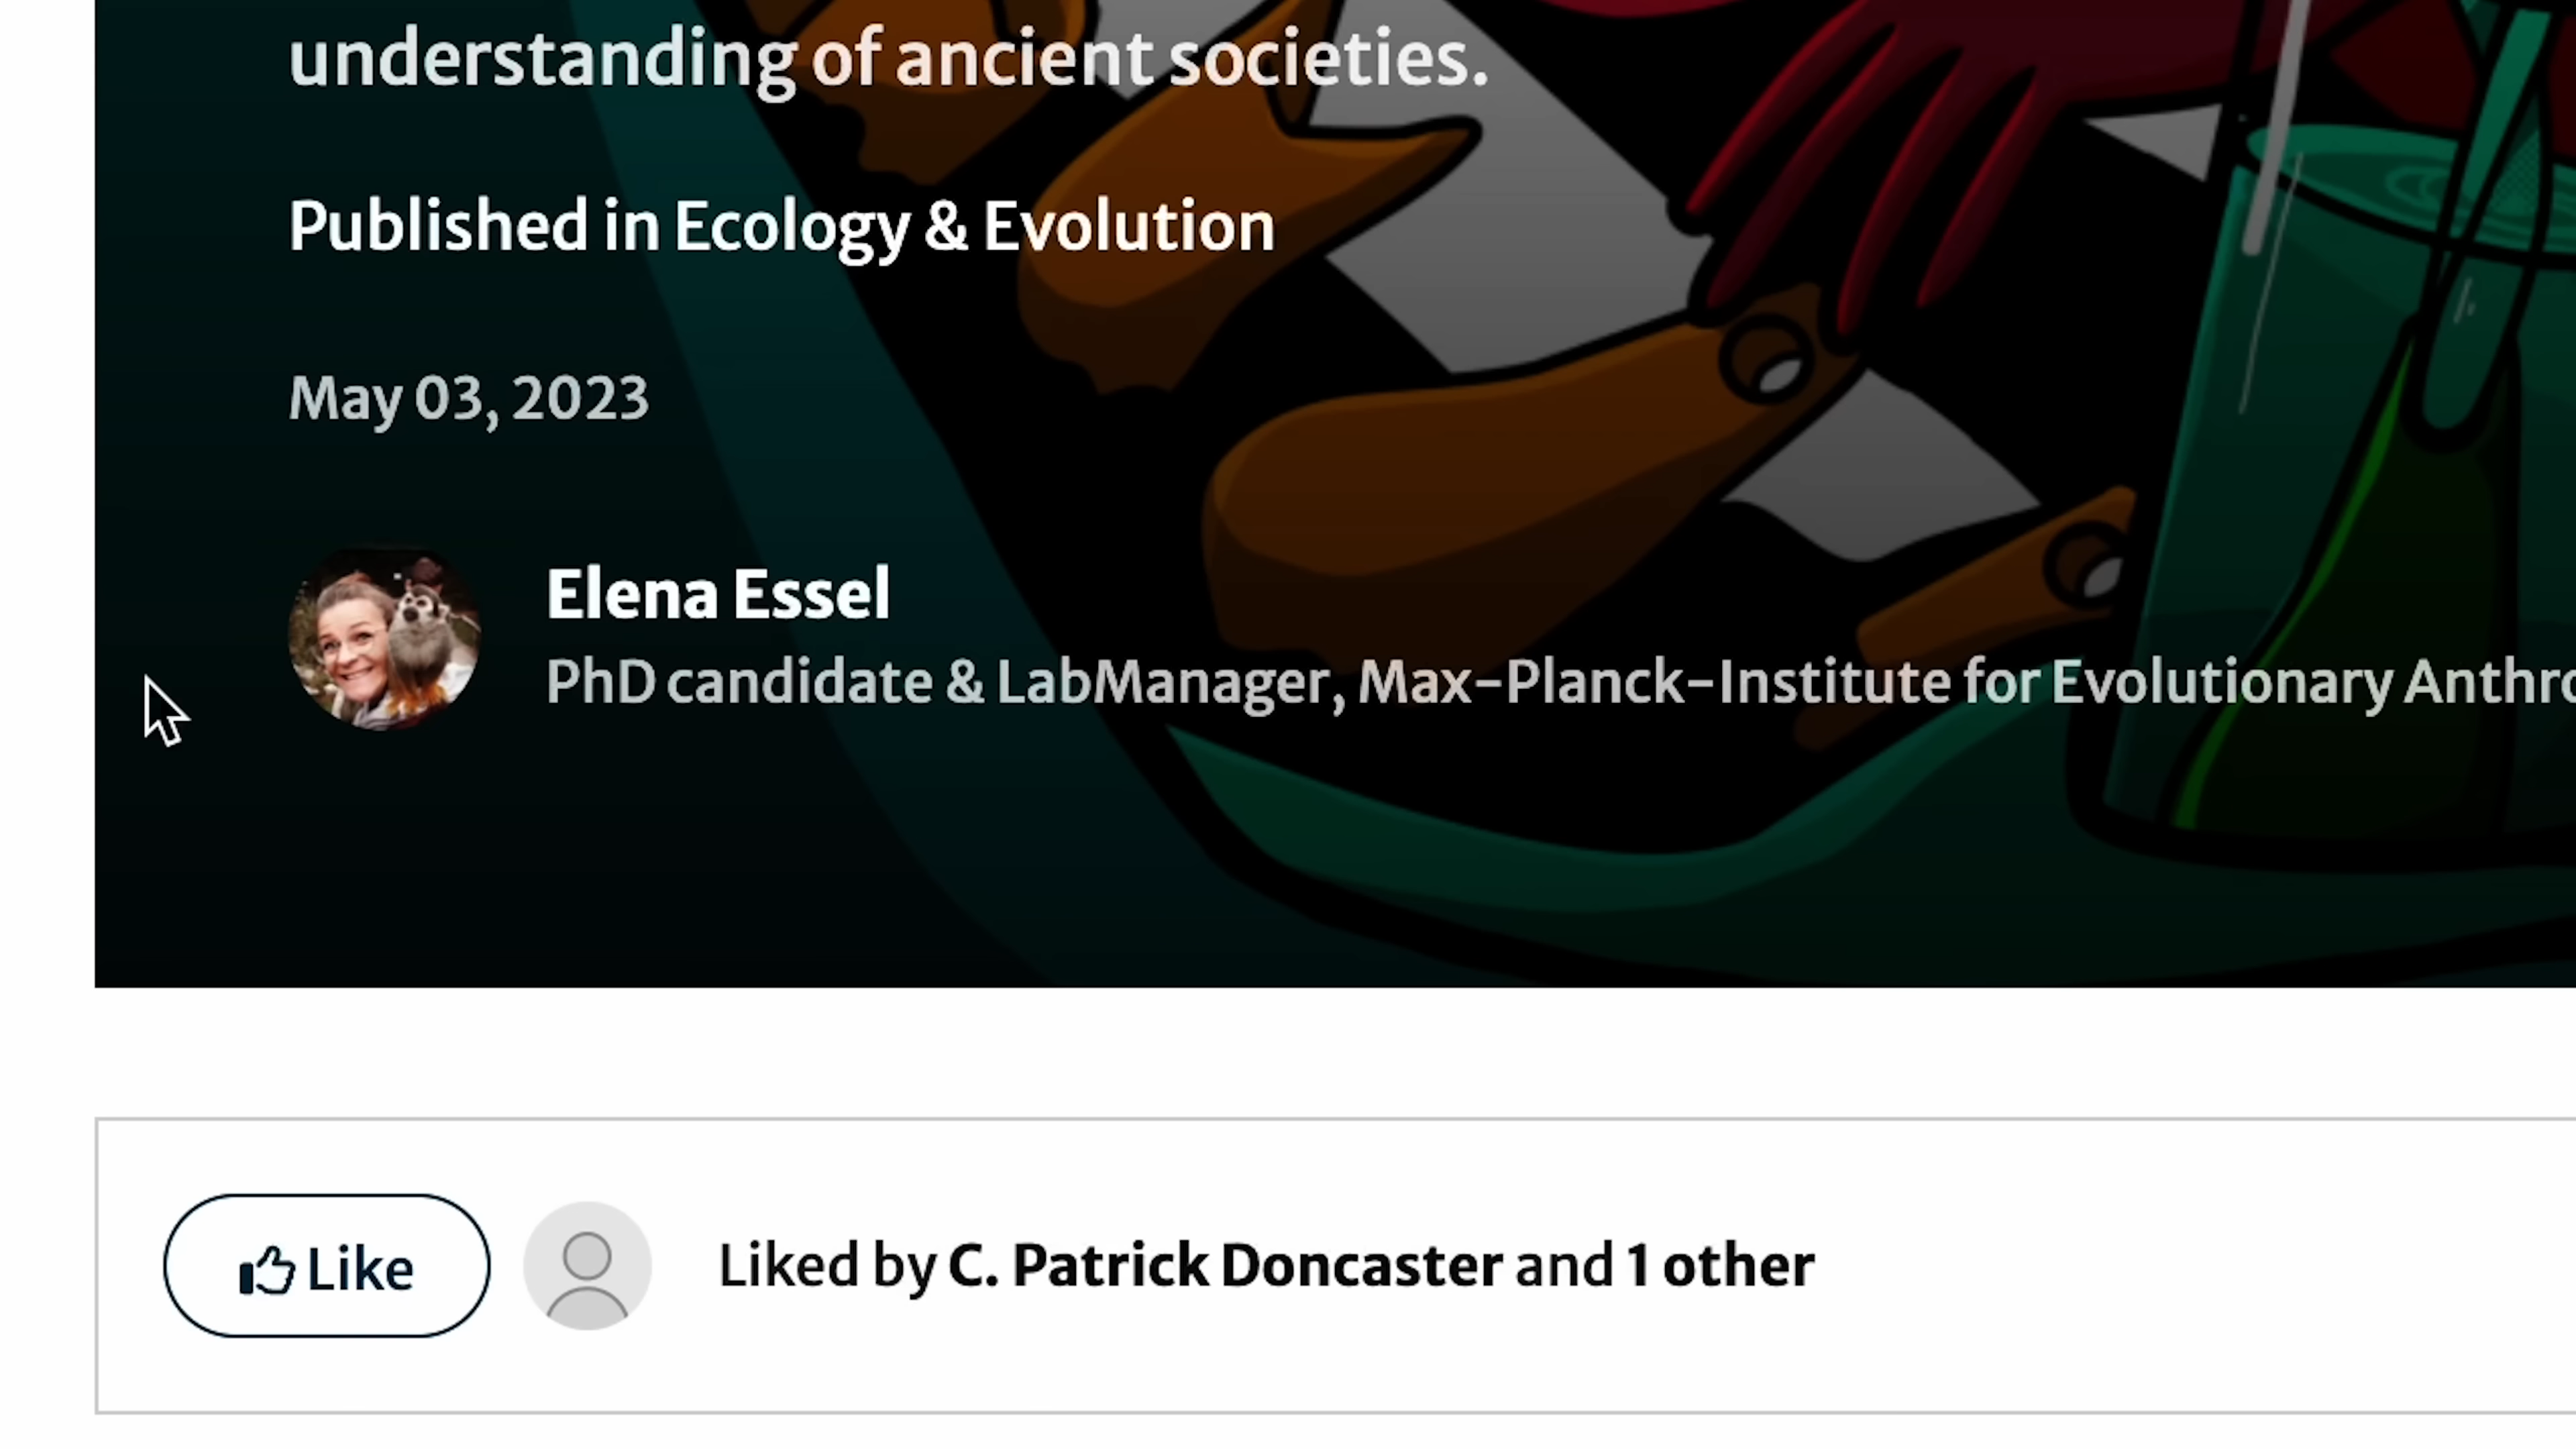 understanding of ancient societies.
Published in Ecology & Evolution
May 03, 2023
Elena Essel
PhD candidate & LabManager, Max-Planck-Institute for Evolutionary Anthro
Like
Liked by C. Patrick Doncaster and 1 other